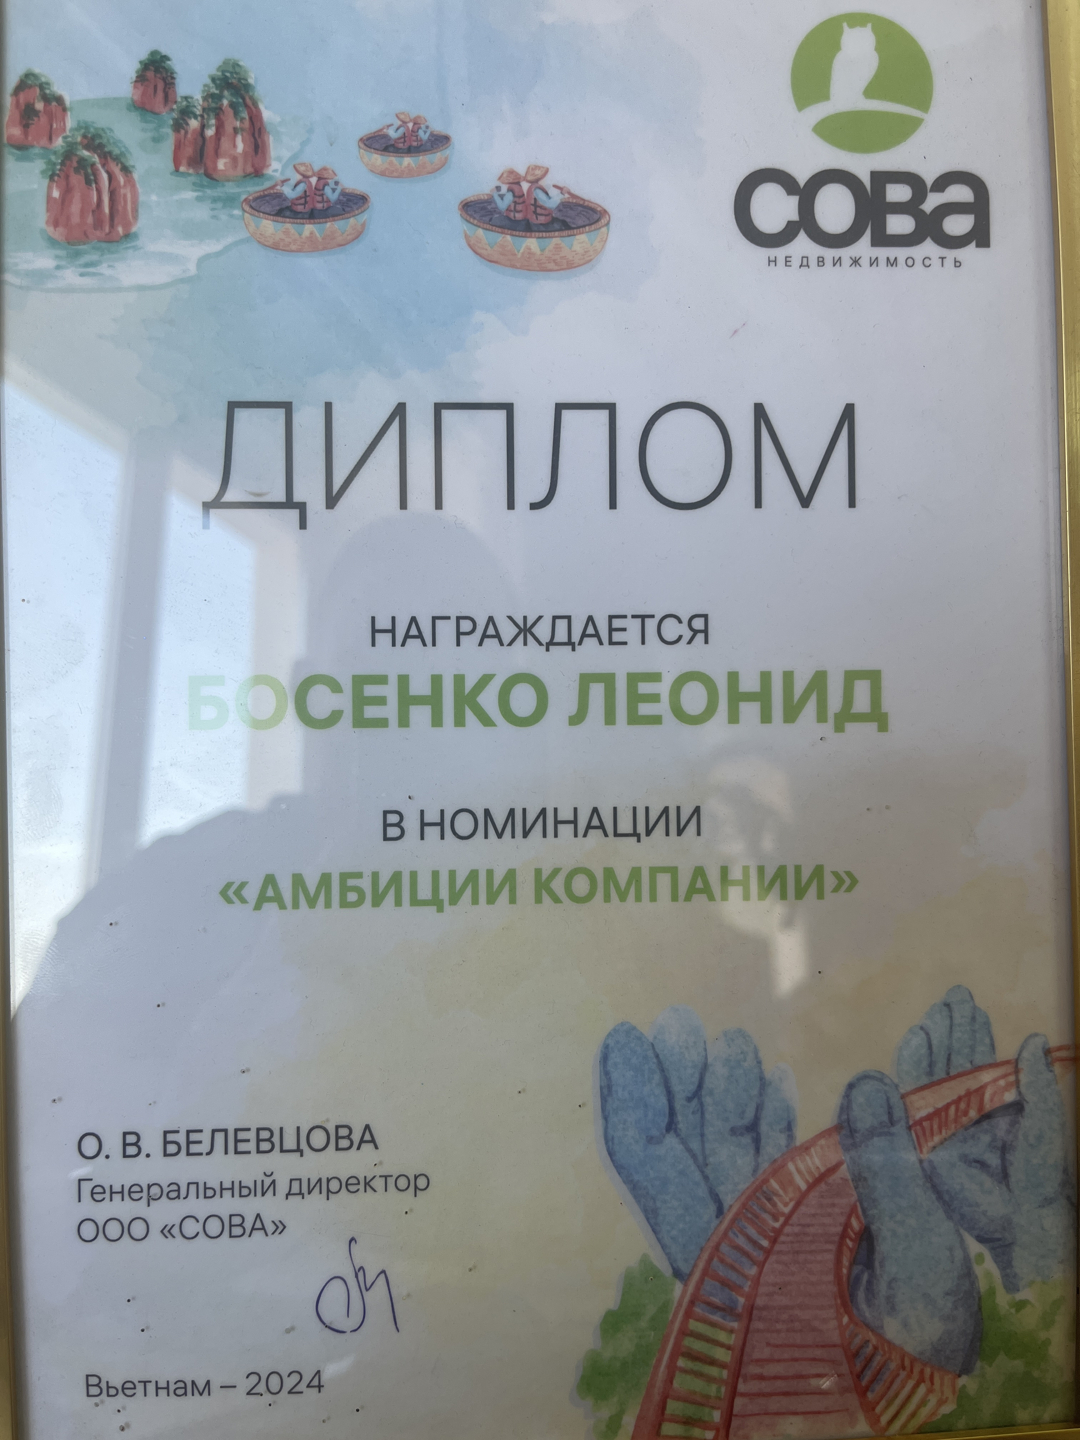 СОВА
НЕДВИЖИМОСТЬ
ДИПЛОМ
НАГРАЖДАЕТСЯ
БОСЕНКО ЛЕОНИД
В НОМИНАЦИИ
«АМБИЦИИ КОМПАНИИ»
О. В. БЕЛЕВЦОВА
Генеральный директор
ООО «СОВА»
Вьетнам – 2024